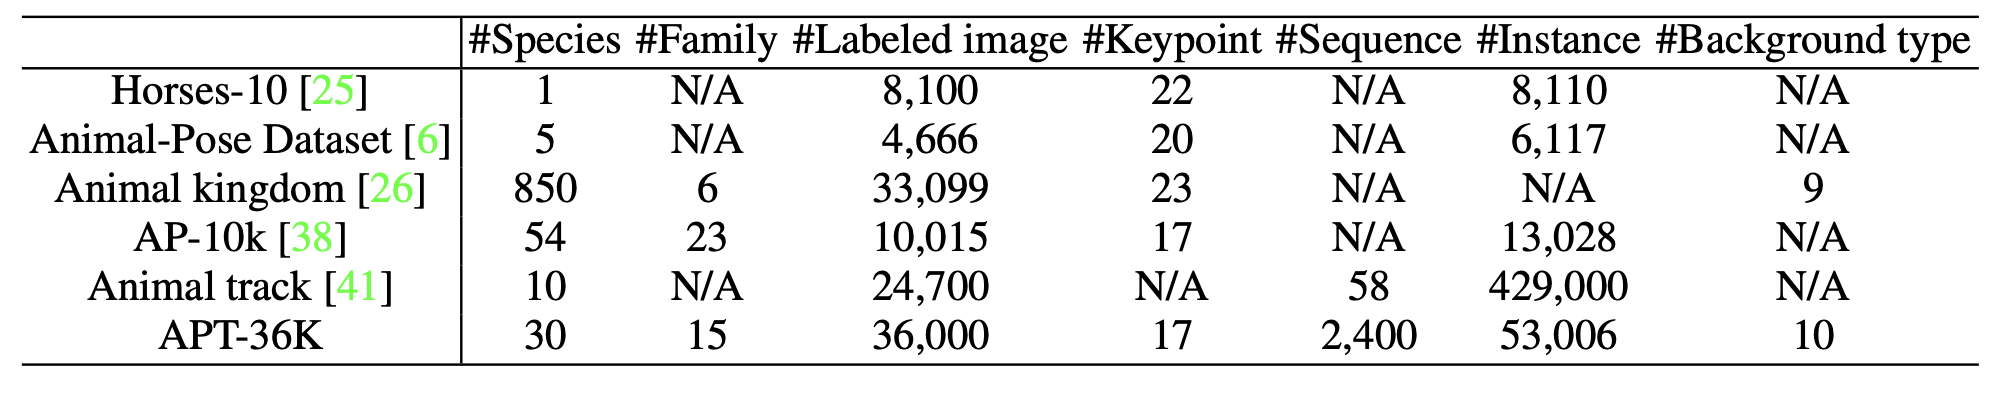 #Species #Family #Labeled image #Keypoint #Sequence #Instance #Background type
Horses-10 [25] 1 N/A 8,100 22 N/A 8,110 N/A
Animal-Pose Dataset [6] 5 N/A 4,666 20 N/A 6,117 N/A
Animal kingdom [26] 850 6 33,099 23 N/A N/A 9
AP-10k [38] 54 23 10,015 17 N/A 13,028 N/A
Animal track [41] 10 N/A 24,700 N/A 58 429,000 N/A
APT-36K 30 15 36,000 17 2,400 53,006 10